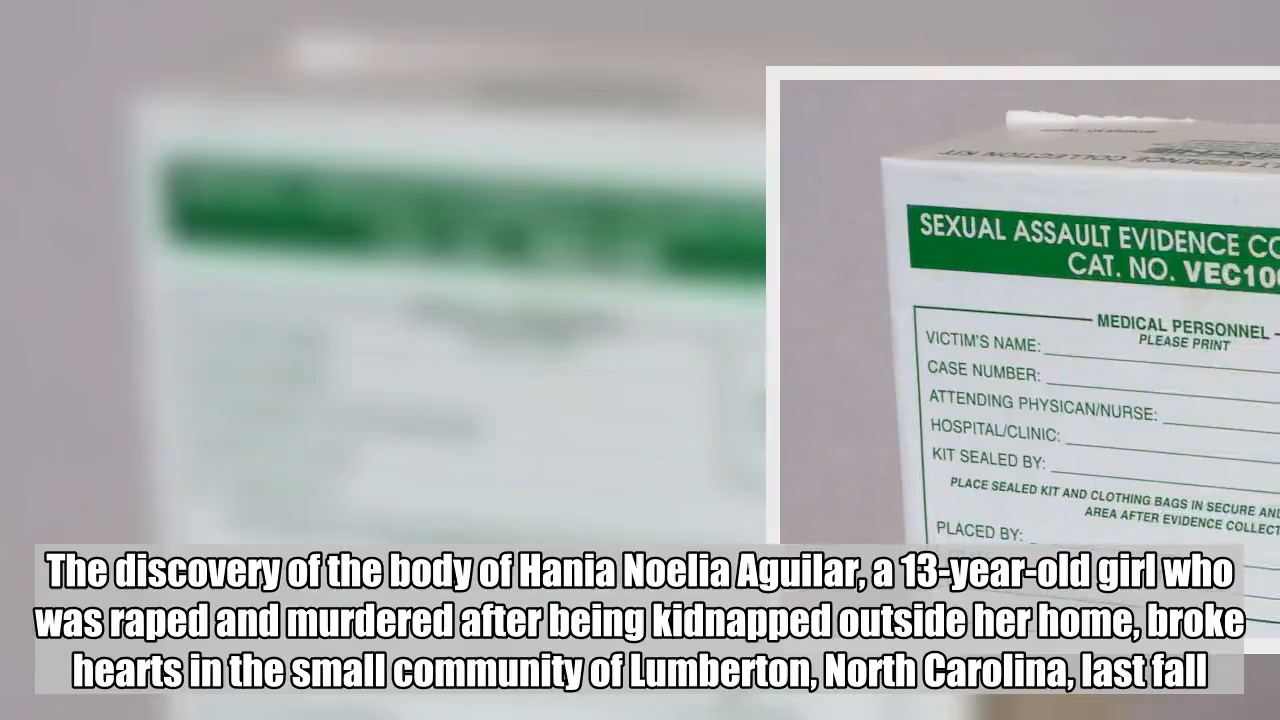 SEXUAL ASSAULT EVIDENCE
CAT. NO. VEC10
MEDICAL PERSONNEL
PLEASE PRINT
VICTIM'S NAME:
CASE NUMBER:
ATTENDING PHYSICAN/NURSE:
HOSPITAL/CLINIC:
KIT SEALED BY:
PLACE SEALED KIT AND CLOTHING BAGS IN SECURE AND
AREA AFTER EVIDENCE COLLECT
PLACED BY:
The discovery of the body of Hania Noelia Aguilar, a 13-year-old girl who
was raped and murdered after being kidnapped outside her home, broke
hearts in the small community of Lumberton, North Carolina, last fall